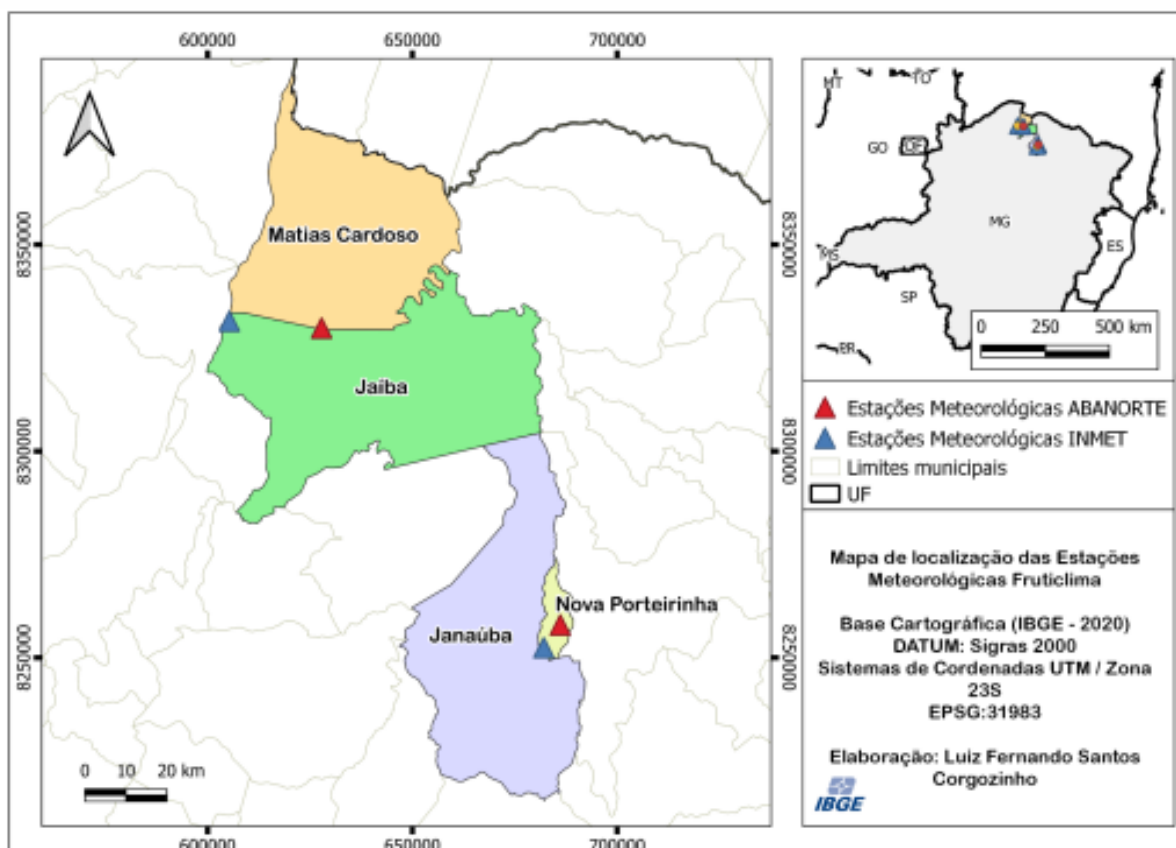 600000 650000 700000
8350000
8300000
8250000
Matias Cardoso
Jaíba
Nova Porteirinha
Janaúba
0 10 20 km
600000 650000 700000
8350000
8300000
8250000
MT
TO
GO
DF
MG
MS
ES
SP
PR
0 250 500 km
Estações Meteorológicas ABANORTE
Estações Meteorológicas INMET
Limites municipais
UF
Mapa de localização das Estações
Meteorológicas Fruticlima
Base Cartográfica (IBGE - 2020)
DATUM: Sigras 2000
Sistemas de Cordenadas UTM / Zona
23S
EPSG:31983
Elaboração: Luiz Fernando Santos
Corgozinho
IBGE